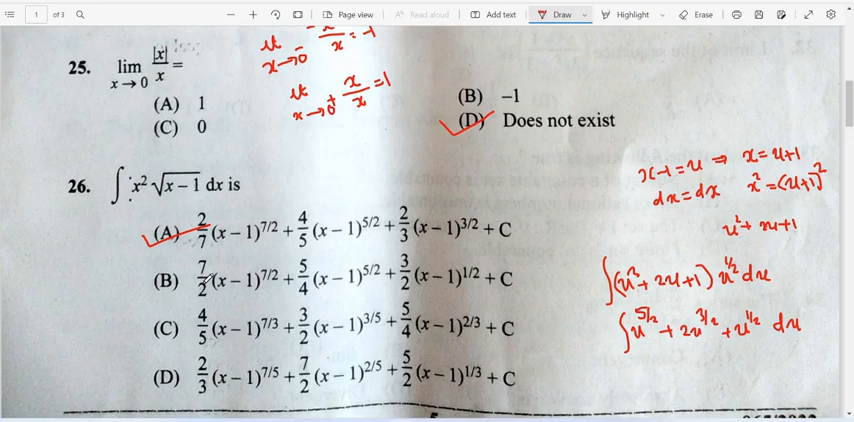 1 of 3 Page view Read aloud Add text Draw Highlight Erase
25. lim x → 0 |x|/x =
(A) 1
(B) −1
(C) 0
(D) Does not exist
lt x→0⁻ −x/x = −1
lt x→0⁺ x/x = 1
26. ∫ x² √(x − 1) dx is
(A) 2/7 (x − 1)^7/2 + 4/5 (x − 1)^5/2 + 2/3 (x − 1)^3/2 + C
(B) 7/2 (x − 1)^7/2 + 5/4 (x − 1)^5/2 + 3/2 (x − 1)^1/2 + C
(C) 4/5 (x − 1)^7/3 + 3/2 (x − 1)^3/5 + 5/4 (x − 1)^2/3 + C
(D) 2/3 (x − 1)^7/5 + 7/2 (x − 1)^2/5 + 5/2 (x − 1)^1/3 + C
x−1 = u ⇒ x = u+1
dx = dx x² = (u+1)²
u² + 2u + 1
∫(u² + 2u + 1) u^1/2 du
∫ u^5/2 + 2u^3/2 + u^1/2 du